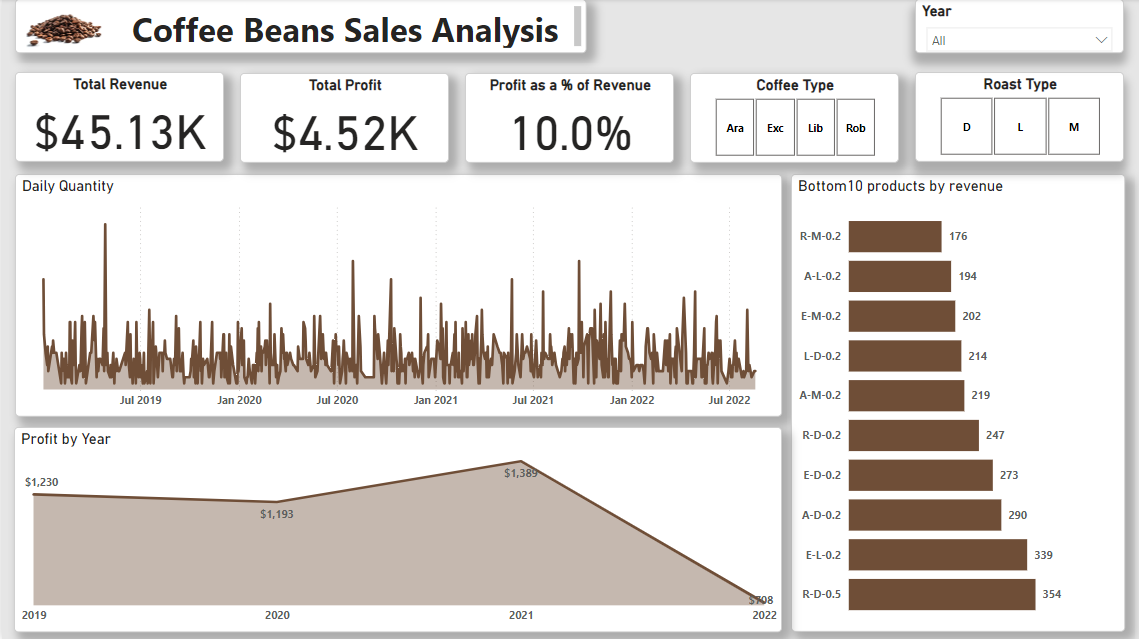 Coffee Beans Sales Analysis
Year
All
Total Revenue
$45.13K
Total Profit
$4.52K
Profit as a % of Revenue
10.0%
Coffee Type
Ara Exc Lib Rob
Roast Type
D L M
Daily Quantity
Jul 2019 Jan 2020 Jul 2020 Jan 2021 Jul 2021 Jan 2022 Jul 2022
Profit by Year
$1,230
$1,193
$1,389
$708
2019 2020 2021 2022
Bottom10 products by revenue
R-M-0.2 176
A-L-0.2 194
E-M-0.2 202
L-D-0.2 214
A-M-0.2 219
R-D-0.2 247
E-D-0.2 273
A-D-0.2 290
E-L-0.2 339
R-D-0.5 354